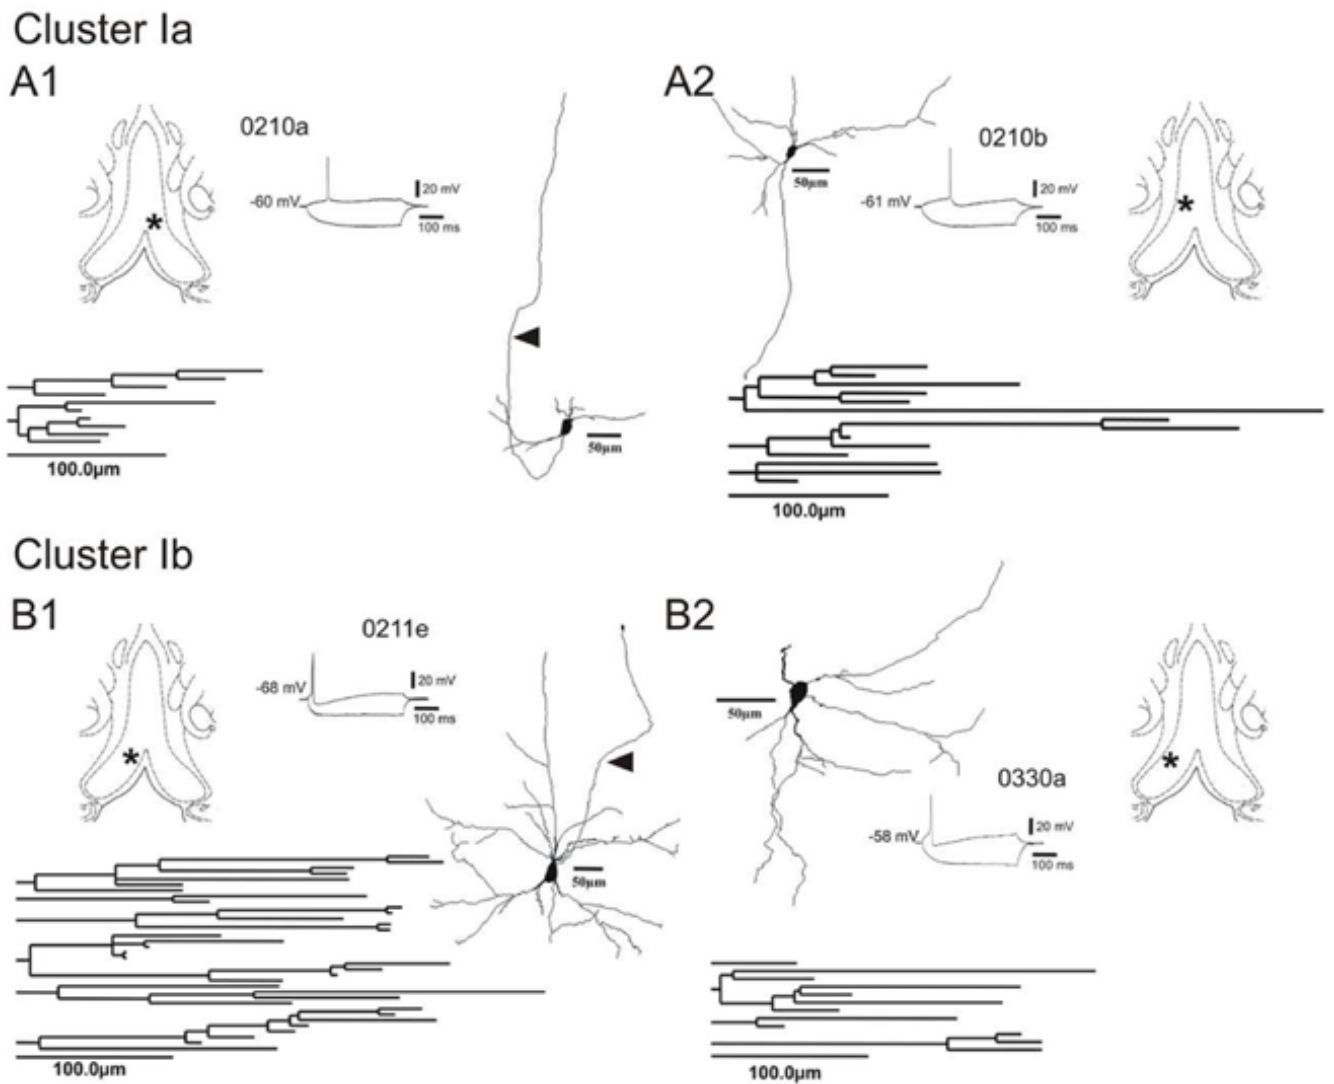 Cluster Ia
A1
0210a
-60 mV
20 mV
100 ms
50µm
100.0µm
A2
0210b
50µm
-61 mV
20 mV
100 ms
100.0µm
Cluster Ib
B1
0211e
-68 mV
20 mV
100 ms
50µm
100.0µm
B2
50µm
0330a
-58 mV
20 mV
100 ms
100.0µm